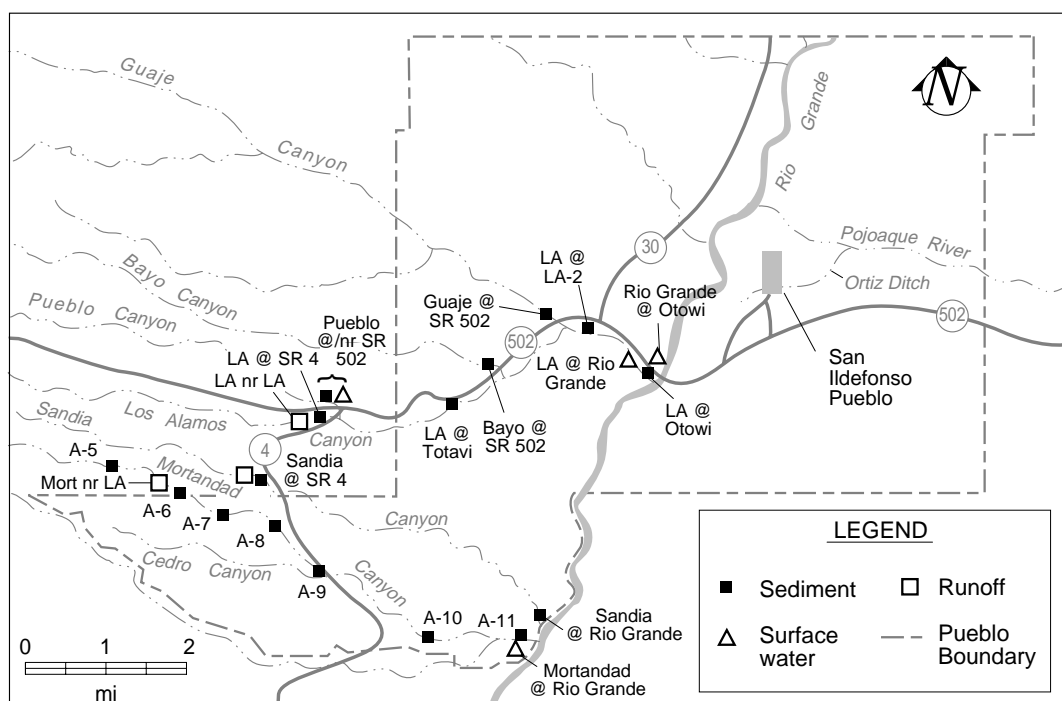 Guaje
Canyon
N
Grande
Rio
Pojoaque River
Ortiz Ditch
30
502
LA @
LA-2
Rio Grande
@ Otowi
Guaje @
SR 502
Bayo
Canyon
Pueblo Canyon
Pueblo
@/nr SR
502
LA @ SR 4
LA nr LA
502
LA @ Rio
Grande
San
Ildefonso
Pueblo
LA @
Otowi
LA @
Totavi
Bayo @
SR 502
Sandia
Los Alamos
Canyon
4
A-5
Mort nr LA
Mortandad
Sandia
@ SR 4
A-6
A-7
A-8
Canyon
Cedro Canyon
A-9
Canyon
A-10
A-11
Sandia
@ Rio Grande
Mortandad
@ Rio Grande
0 2
mi
LEGEND
Sediment
Runoff
Surface
water
Pueblo
Boundary